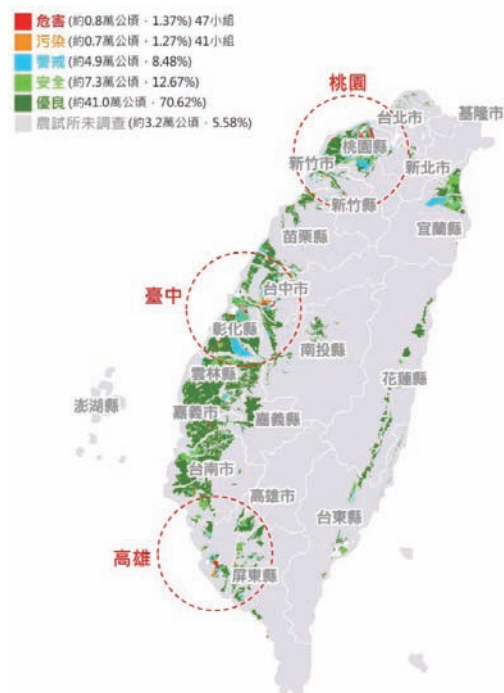 危害 (約0.8萬公頃，1.37%) 47小組
污染 (約0.7萬公頃，1.27%) 41小組
警戒 (約4.9萬公頃，8.48%)
安全 (約7.3萬公頃，12.67%)
優良 (約41.0萬公頃，70.62%)
農試所未調查 (約3.2萬公頃，5.58%)
桃園
台北市
基隆市
桃園縣
新竹市
新北市
新竹縣
宜蘭縣
苗栗縣
臺中
台中市
彰化縣
南投縣
雲林縣
花蓮縣
澎湖縣
嘉義市
嘉義縣
台南市
高雄市
台東縣
高雄
屏東縣